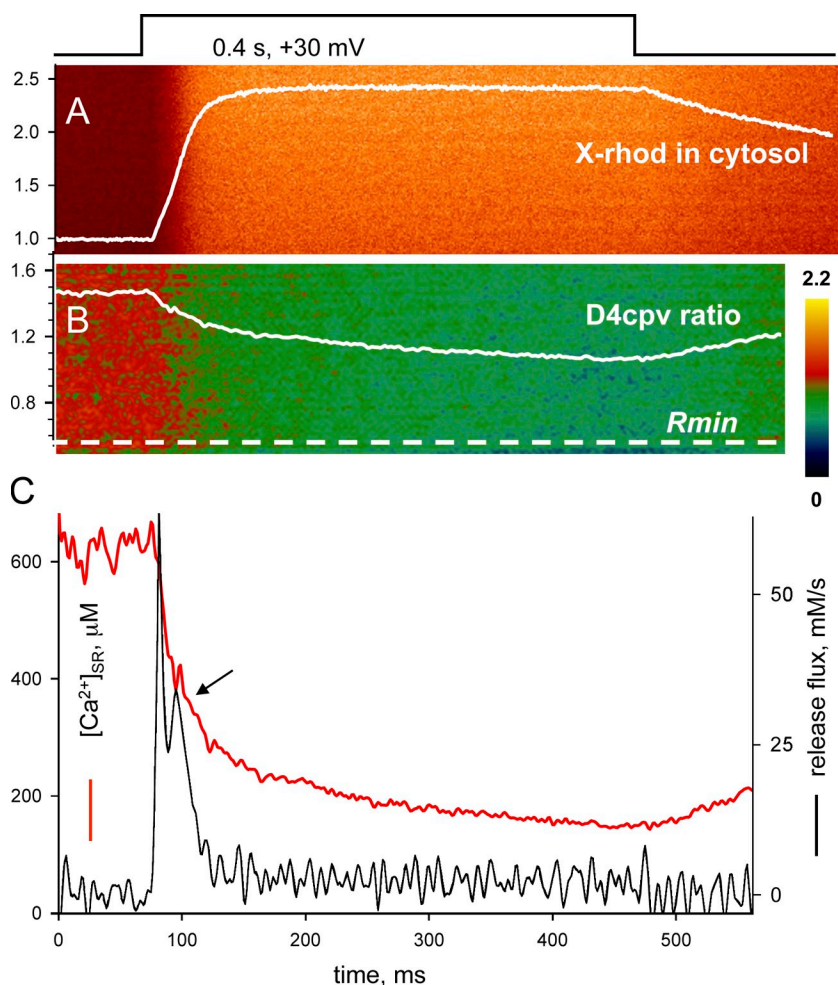 0.4 s, +30 mV
A
2.5
2.0
1.5
1.0
X-rhod in cytosol
B
1.6
1.2
0.8
D4cpv ratio
Rmin
2.2
0
C
600
400
200
0
[Ca²⁺]SR, μM
50
25
0
release flux, mM/s
0 100 200 300 400 500
time, ms